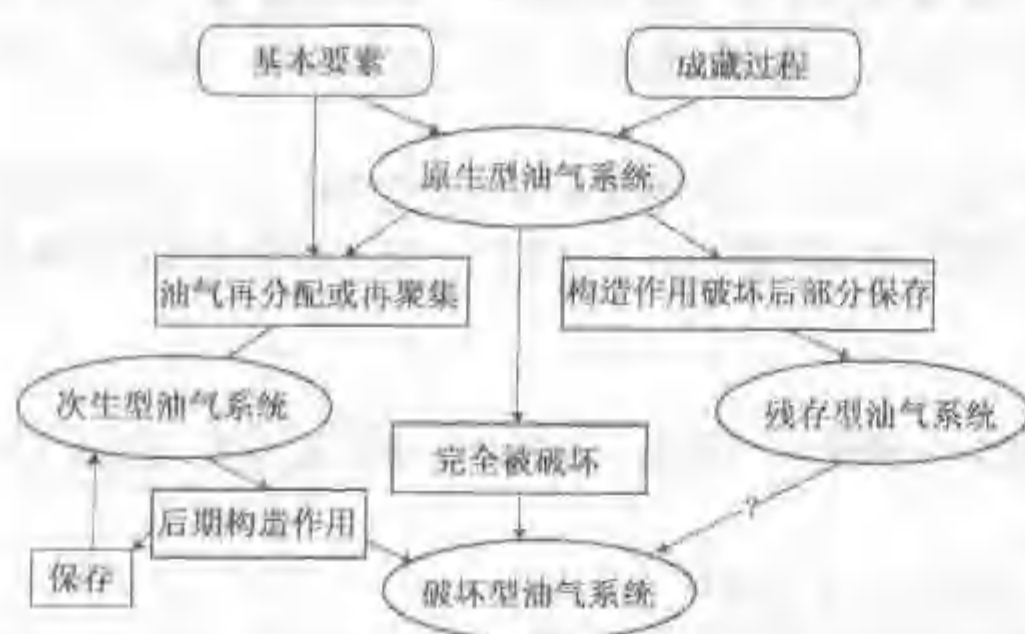 基本要素
成藏过程
原生型油气系统
油气再分配或再聚集
构造作用破坏后部分保存
次生型油气系统
残存型油气系统
完全被破坏
?
后期构造作用
保存
破坏型油气系统